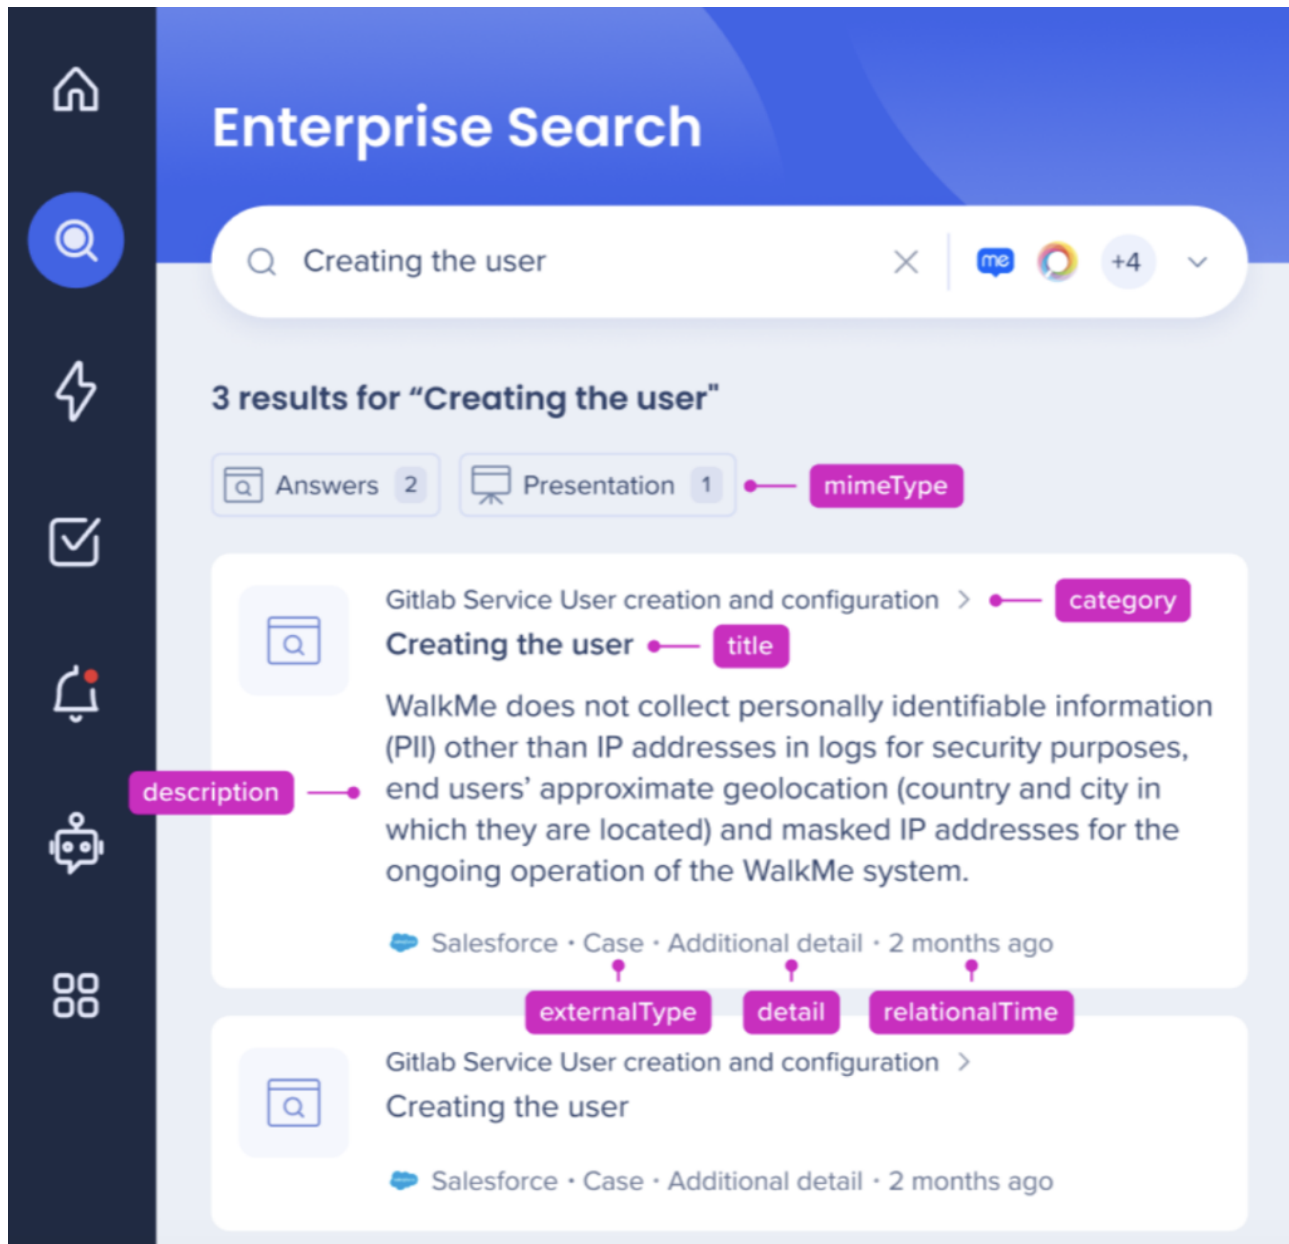 Enterprise Search
Creating the user
me
+4
3 results for “Creating the user"
Answers 2
Presentation 1
mimeType
Gitlab Service User creation and configuration
category
Creating the user
title
WalkMe does not collect personally identifiable information
(PII) other than IP addresses in logs for security purposes,
end users’ approximate geolocation (country and city in
which they are located) and masked IP addresses for the
ongoing operation of the WalkMe system.
description
Salesforce · Case · Additional detail · 2 months ago
externalType
detail
relationalTime
Gitlab Service User creation and configuration
Creating the user
Salesforce · Case · Additional detail · 2 months ago